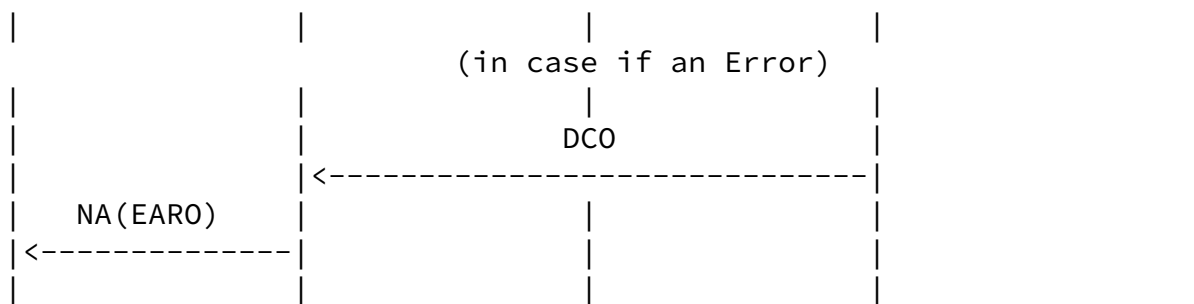 (in case if an Error)
DCO
NA(EARO)